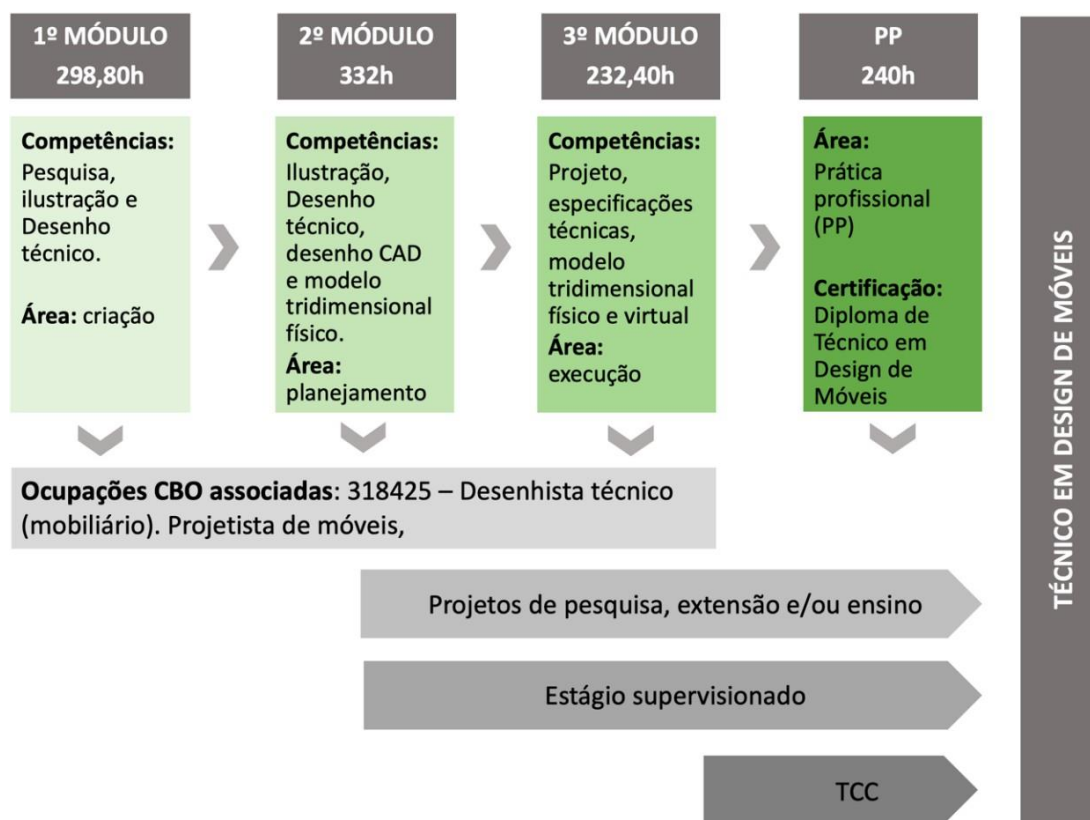 1º MÓDULO
298,80h
2º MÓDULO
332h
3º MÓDULO
232,40h
PP
240h
Competências:
Pesquisa,
ilustração e
Desenho
técnico.
Área: criação
Competências:
Ilustração,
Desenho
técnico,
desenho CAD
e modelo
tridimensional
físico.
Área:
planejamento
Competências:
Projeto,
especificações
técnicas,
modelo
tridimensional
físico e virtual
Área:
execução
Área:
Prática
profissional
(PP)
Certificação:
Diploma de
Técnico em
Design de
Móveis
Ocupações CBO associadas: 318425 – Desenhista técnico
(mobiliário). Projetista de móveis,
Projetos de pesquisa, extensão e/ou ensino
Estágio supervisionado
TCC
TÉCNICO EM DESIGN DE MÓVEIS